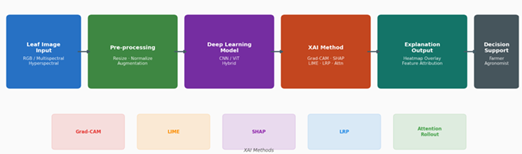 Leaf Image
Input
RGB / Multispectral
Hyperspectral
Pre-processing
Resize · Normalize
Augmentation
Deep Learning
Model
CNN / ViT
Hybrid
XAI Method
Grad-CAM · SHAP
LIME · LRP · Attn
Explanation
Output
Heatmap Overlay
Feature Attribution
Decision
Support
Farmer
Agronomist
Grad-CAM
LIME
SHAP
LRP
Attention
Rollout
XAI Methods